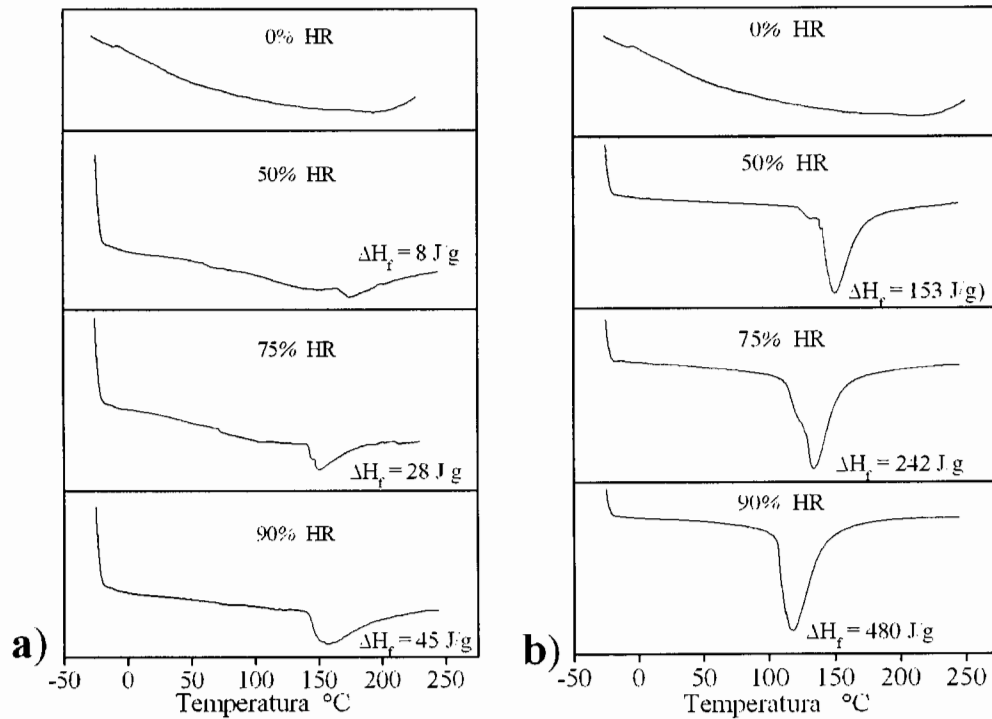 0% HR
50% HR
ΔH_f = 8 J/g
75% HR
ΔH_f = 28 J/g
90% HR
ΔH_f = 45 J/g
a)
-50 0 50 100 150 200 250
Temperatura °C
0% HR
50% HR
ΔH_f = 153 J/g)
75% HR
ΔH_f = 242 J/g
90% HR
ΔH_f = 480 J/g
b)
-50 0 50 100 150 200 250
Temperatura °C